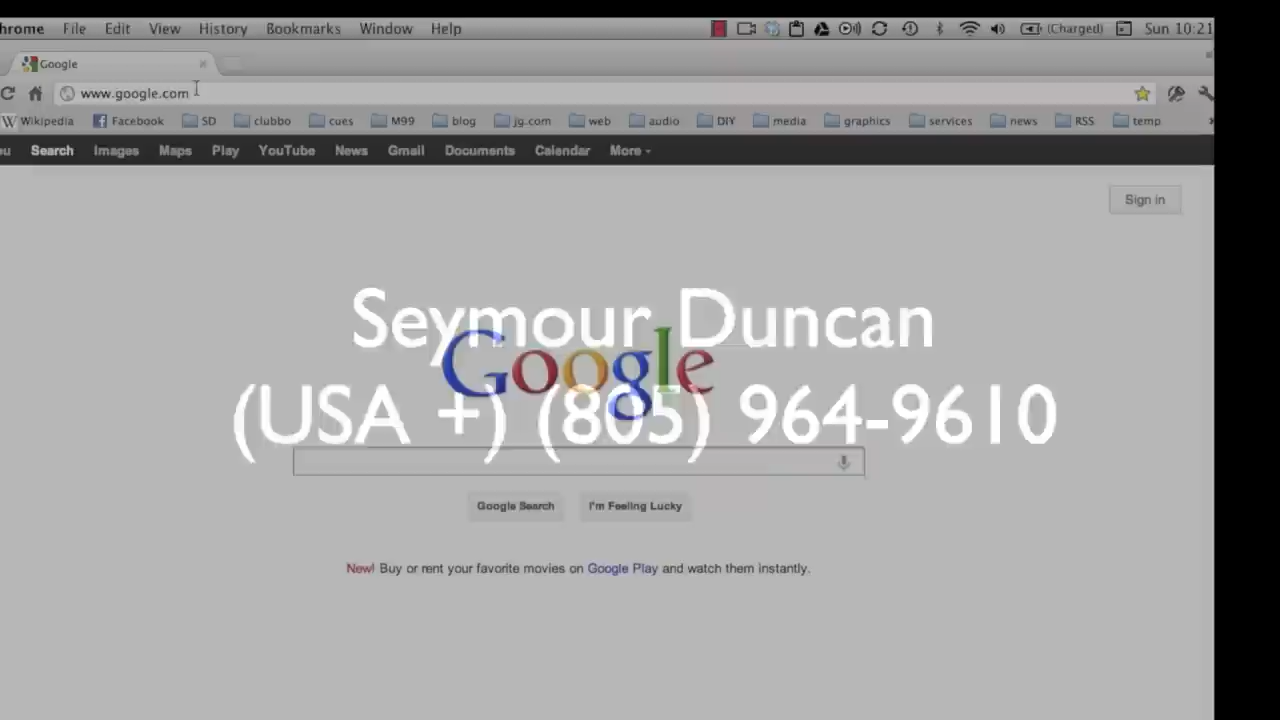 hrome File Edit View History Bookmarks Window Help (Charged) Sun 10:21
Google
www.google.com
W Wikipedia Facebook SD clubbo cues M99 blog jg.com web audio DIY media graphics services news RSS temp
ou Search Images Maps Play YouTube News Gmail Documents Calendar More
Sign in
Seymour Duncan
Google
(USA +) (805) 964-9610
Google Search I'm Feeling Lucky
New! Buy or rent your favorite movies on Google Play and watch them instantly.